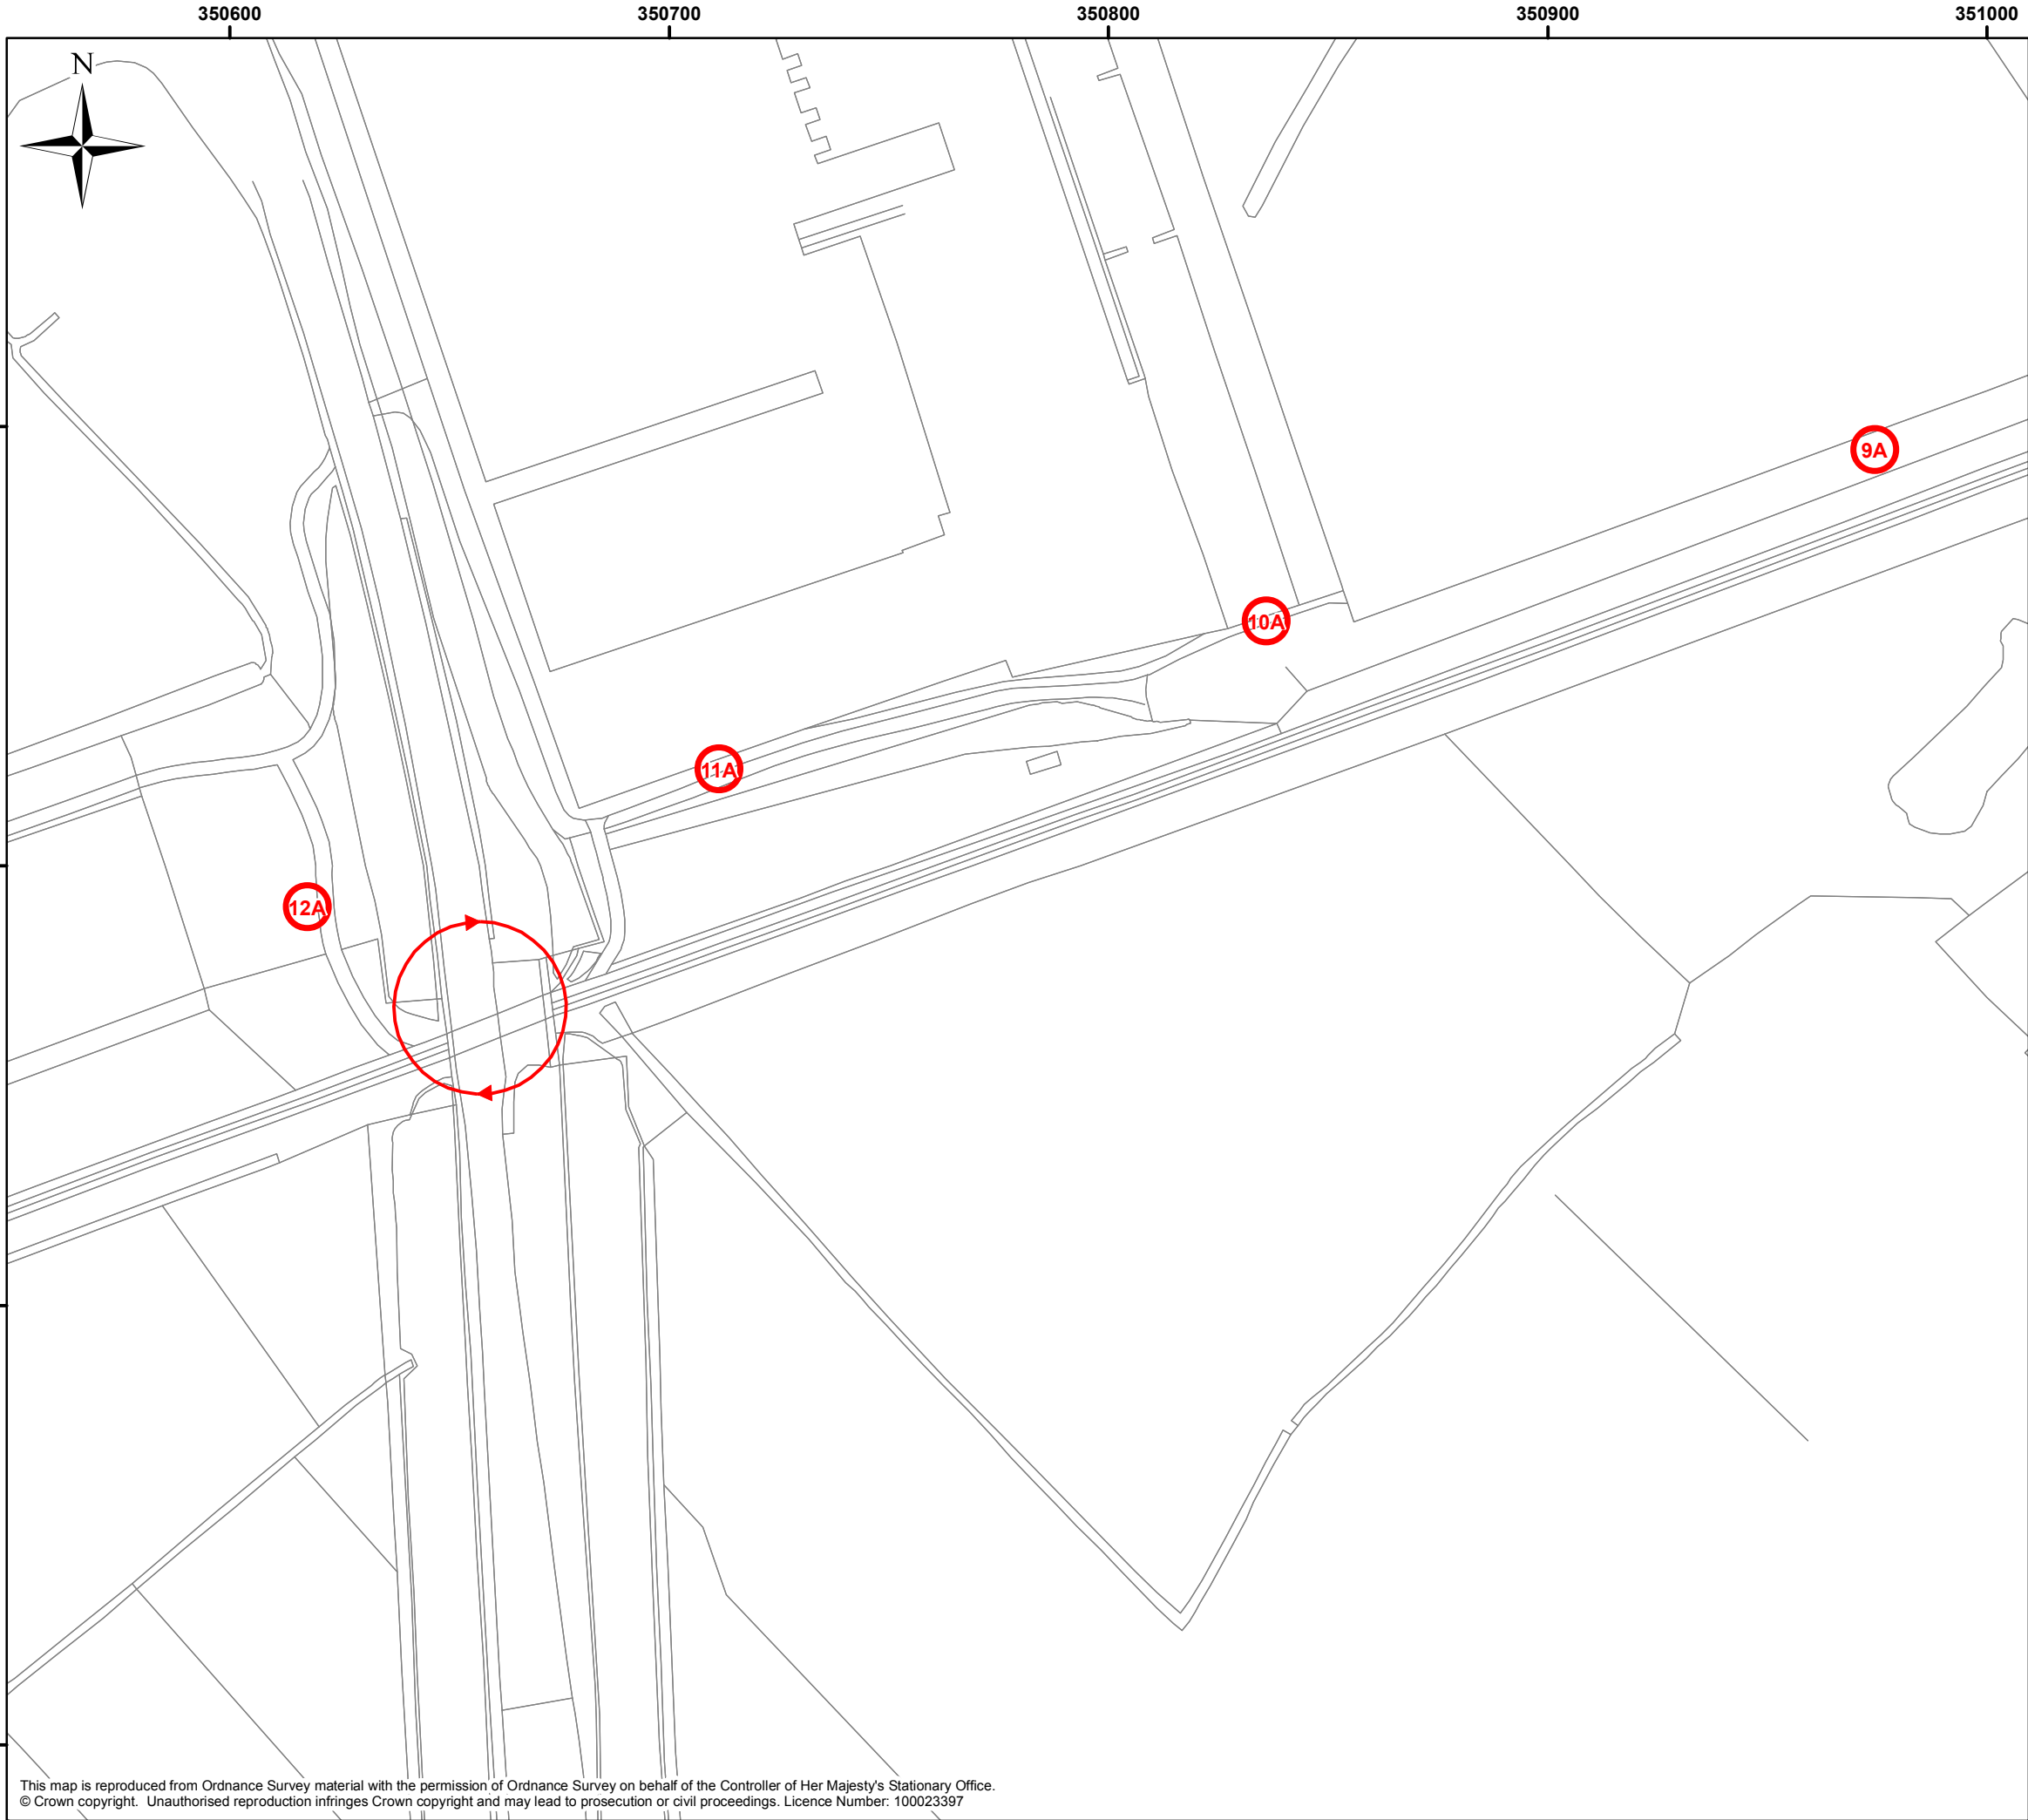 350600 350700 350800 350900 351000
N
9A
10A
11A
12A
This map is reproduced from Ordnance Survey material with the permission of Ordnance Survey on behalf of the Controller of Her Majesty's Stationary Office.
© Crown copyright. Unauthorised reproduction infringes Crown copyright and may lead to prosecution or civil proceedings. Licence Number: 100023397